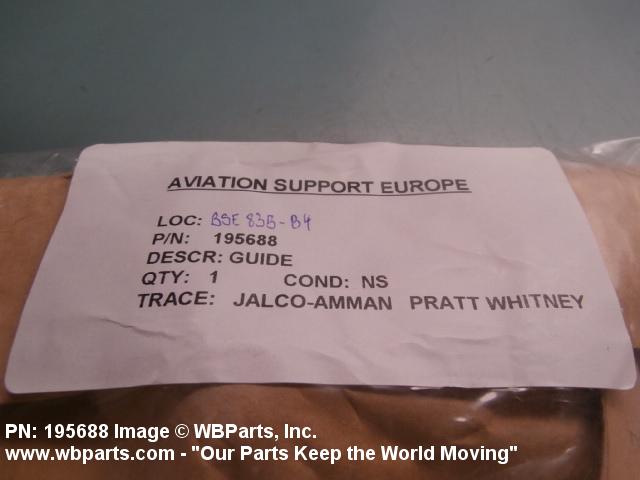 AVIATION SUPPORT EUROPE
LOC: BSE 83B-B4
P/N: 195688
DESCR: GUIDE
QTY: 1 COND: NS
TRACE: JALCO-AMMAN PRATT WHITNEY
PN: 195688 Image © WBParts, Inc.
www.wbparts.com - "Our Parts Keep the World Moving"